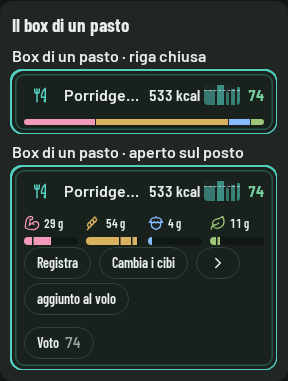 Il box di un pasto
Box di un pasto · riga chiusa
Porridge... 533 kcal 74
Box di un pasto · aperto sul posto
Porridge... 533 kcal 74
29 g 54 g 4 g 11 g
Registra Cambia i cibi
aggiunto al volo
Voto 74